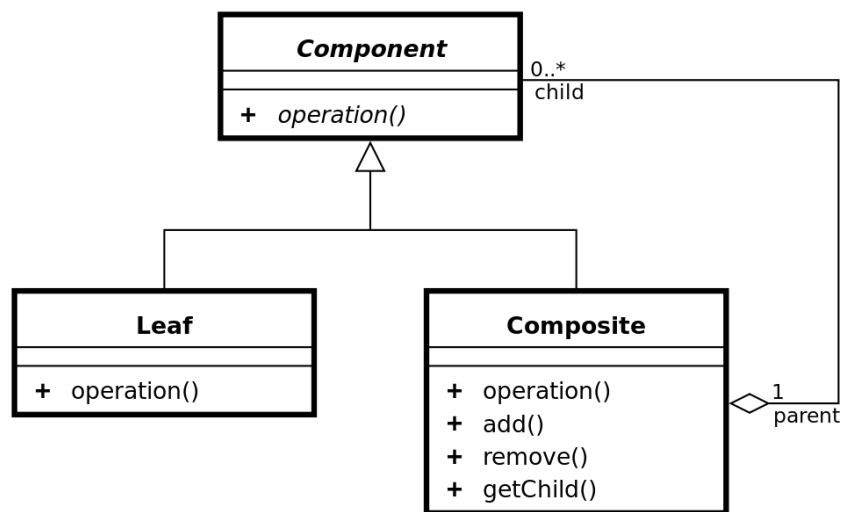 Component
+ operation()
0..*
child
Leaf
+ operation()
Composite
+ operation()
+ add()
+ remove()
+ getChild()
1
parent